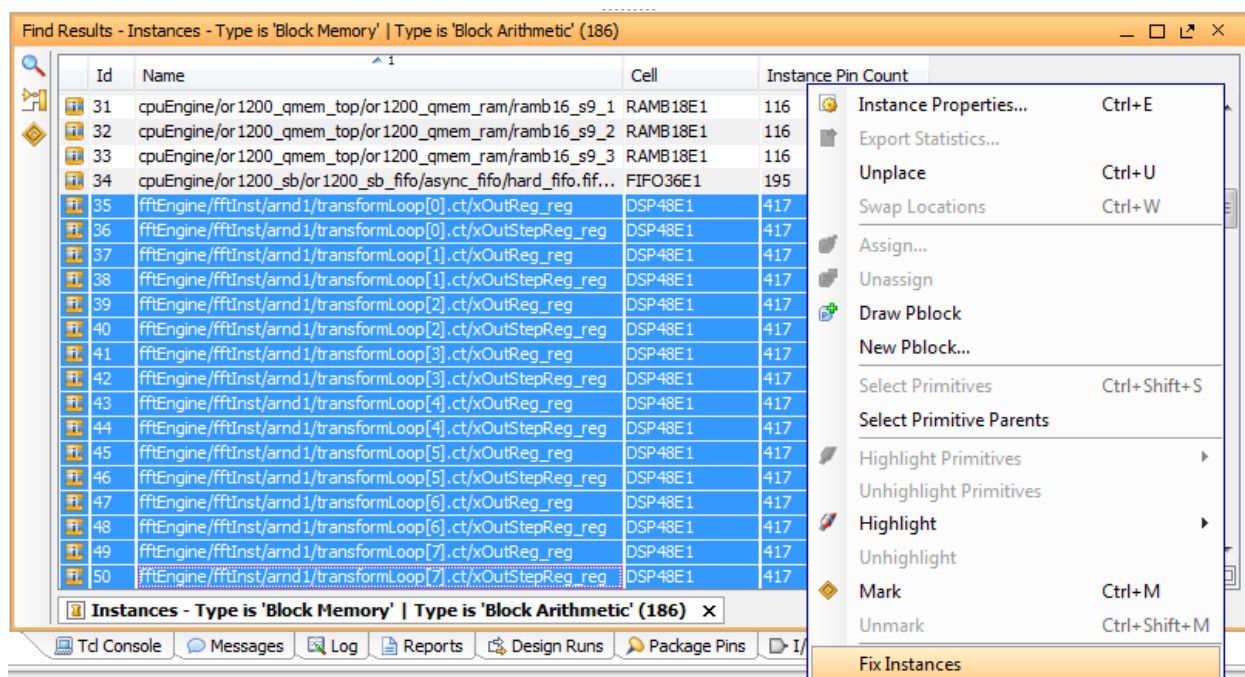 Find Results - Instances - Type is 'Block Memory' | Type is 'Block Arithmetic' (186)
Id Name 1 Cell Instance Pin Count
31 cpuEngine/or1200_qmem_top/or1200_qmem_ram/ramb16_s9_1 RAMB18E1 116
32 cpuEngine/or1200_qmem_top/or1200_qmem_ram/ramb16_s9_2 RAMB18E1 116
33 cpuEngine/or1200_qmem_top/or1200_qmem_ram/ramb16_s9_3 RAMB18E1 116
34 cpuEngine/or1200_sb/or1200_sb_fifo/async_fifo/hard_fifo.fif... FIFO36E1 195
35 fftEngine/fftInst/arnd1/transformLoop[0].ct/xOutReg_reg DSP48E1 417
36 fftEngine/fftInst/arnd1/transformLoop[0].ct/xOutStepReg_reg DSP48E1 417
37 fftEngine/fftInst/arnd1/transformLoop[1].ct/xOutReg_reg DSP48E1 417
38 fftEngine/fftInst/arnd1/transformLoop[1].ct/xOutStepReg_reg DSP48E1 417
39 fftEngine/fftInst/arnd1/transformLoop[2].ct/xOutReg_reg DSP48E1 417
40 fftEngine/fftInst/arnd1/transformLoop[2].ct/xOutStepReg_reg DSP48E1 417
41 fftEngine/fftInst/arnd1/transformLoop[3].ct/xOutReg_reg DSP48E1 417
42 fftEngine/fftInst/arnd1/transformLoop[3].ct/xOutStepReg_reg DSP48E1 417
43 fftEngine/fftInst/arnd1/transformLoop[4].ct/xOutReg_reg DSP48E1 417
44 fftEngine/fftInst/arnd1/transformLoop[4].ct/xOutStepReg_reg DSP48E1 417
45 fftEngine/fftInst/arnd1/transformLoop[5].ct/xOutReg_reg DSP48E1 417
46 fftEngine/fftInst/arnd1/transformLoop[5].ct/xOutStepReg_reg DSP48E1 417
47 fftEngine/fftInst/arnd1/transformLoop[6].ct/xOutReg_reg DSP48E1 417
48 fftEngine/fftInst/arnd1/transformLoop[6].ct/xOutStepReg_reg DSP48E1 417
49 fftEngine/fftInst/arnd1/transformLoop[7].ct/xOutReg_reg DSP48E1 417
50 fftEngine/fftInst/arnd1/transformLoop[7].ct/xOutStepReg_reg DSP48E1 417
Instances - Type is 'Block Memory' | Type is 'Block Arithmetic' (186)
Tcl Console Messages Log Reports Design Runs Package Pins I/
Instance Properties... Ctrl+E
Export Statistics...
Unplace Ctrl+U
Swap Locations Ctrl+W
Assign...
Unassign
Draw Pblock
New Pblock...
Select Primitives Ctrl+Shift+S
Select Primitive Parents
Highlight Primitives
Unhighlight Primitives
Highlight
Unhighlight
Mark Ctrl+M
Unmark Ctrl+Shift+M
Fix Instances